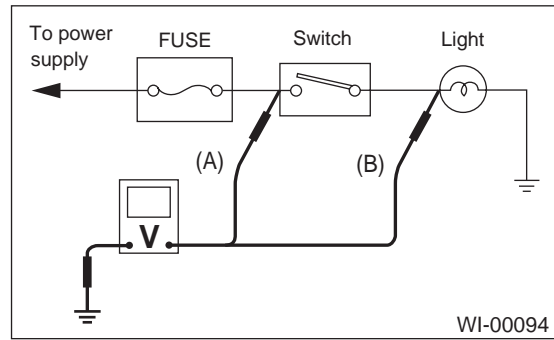 To power
supply
FUSE
Switch
Light
(A)
(B)
V
WI-00094